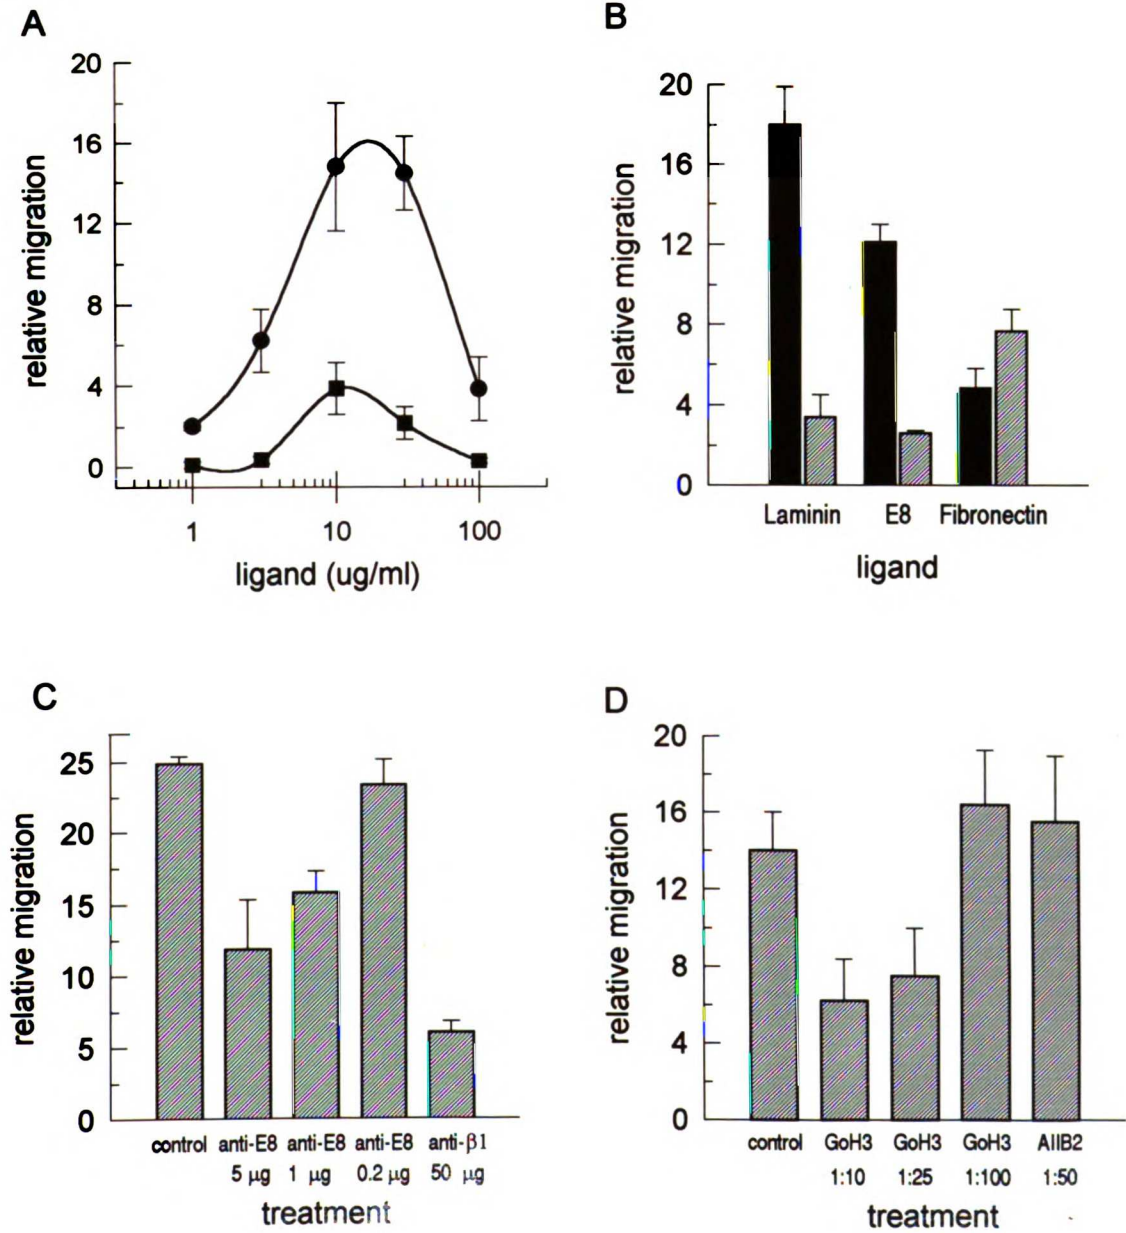 A
20
16
12
8
4
0
relative migration
1 10 100
ligand (ug/ml)
B
20
16
12
8
4
0
relative migration
Laminin E8 Fibronectin
ligand
C
25
20
15
10
5
0
relative migration
control anti-E8 anti-E8 anti-E8 anti-β1
5 μg 1 μg 0.2 μg 50 μg
treatment
D
20
16
12
8
4
0
relative migration
control GoH3 GoH3 GoH3 AIIB2
1:10 1:25 1:100 1:50
treatment